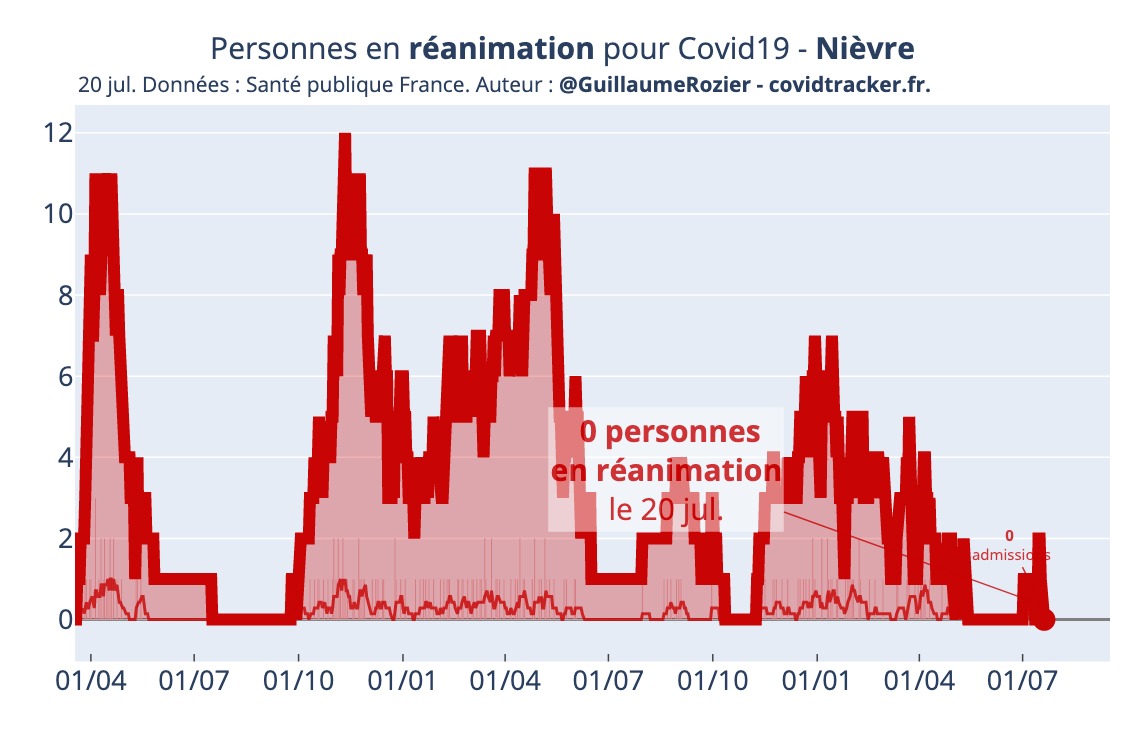 Personnes en réanimation pour Covid19 - Nièvre
20 jul. Données : Santé publique France. Auteur : @GuillaumeRozier - covidtracker.fr.
12
10
8
6
4
2
0
0 personnes
en réanimation
le 20 jul.
0
admissions
01/04 01/07 01/10 01/01 01/04 01/07 01/10 01/01 01/04 01/07